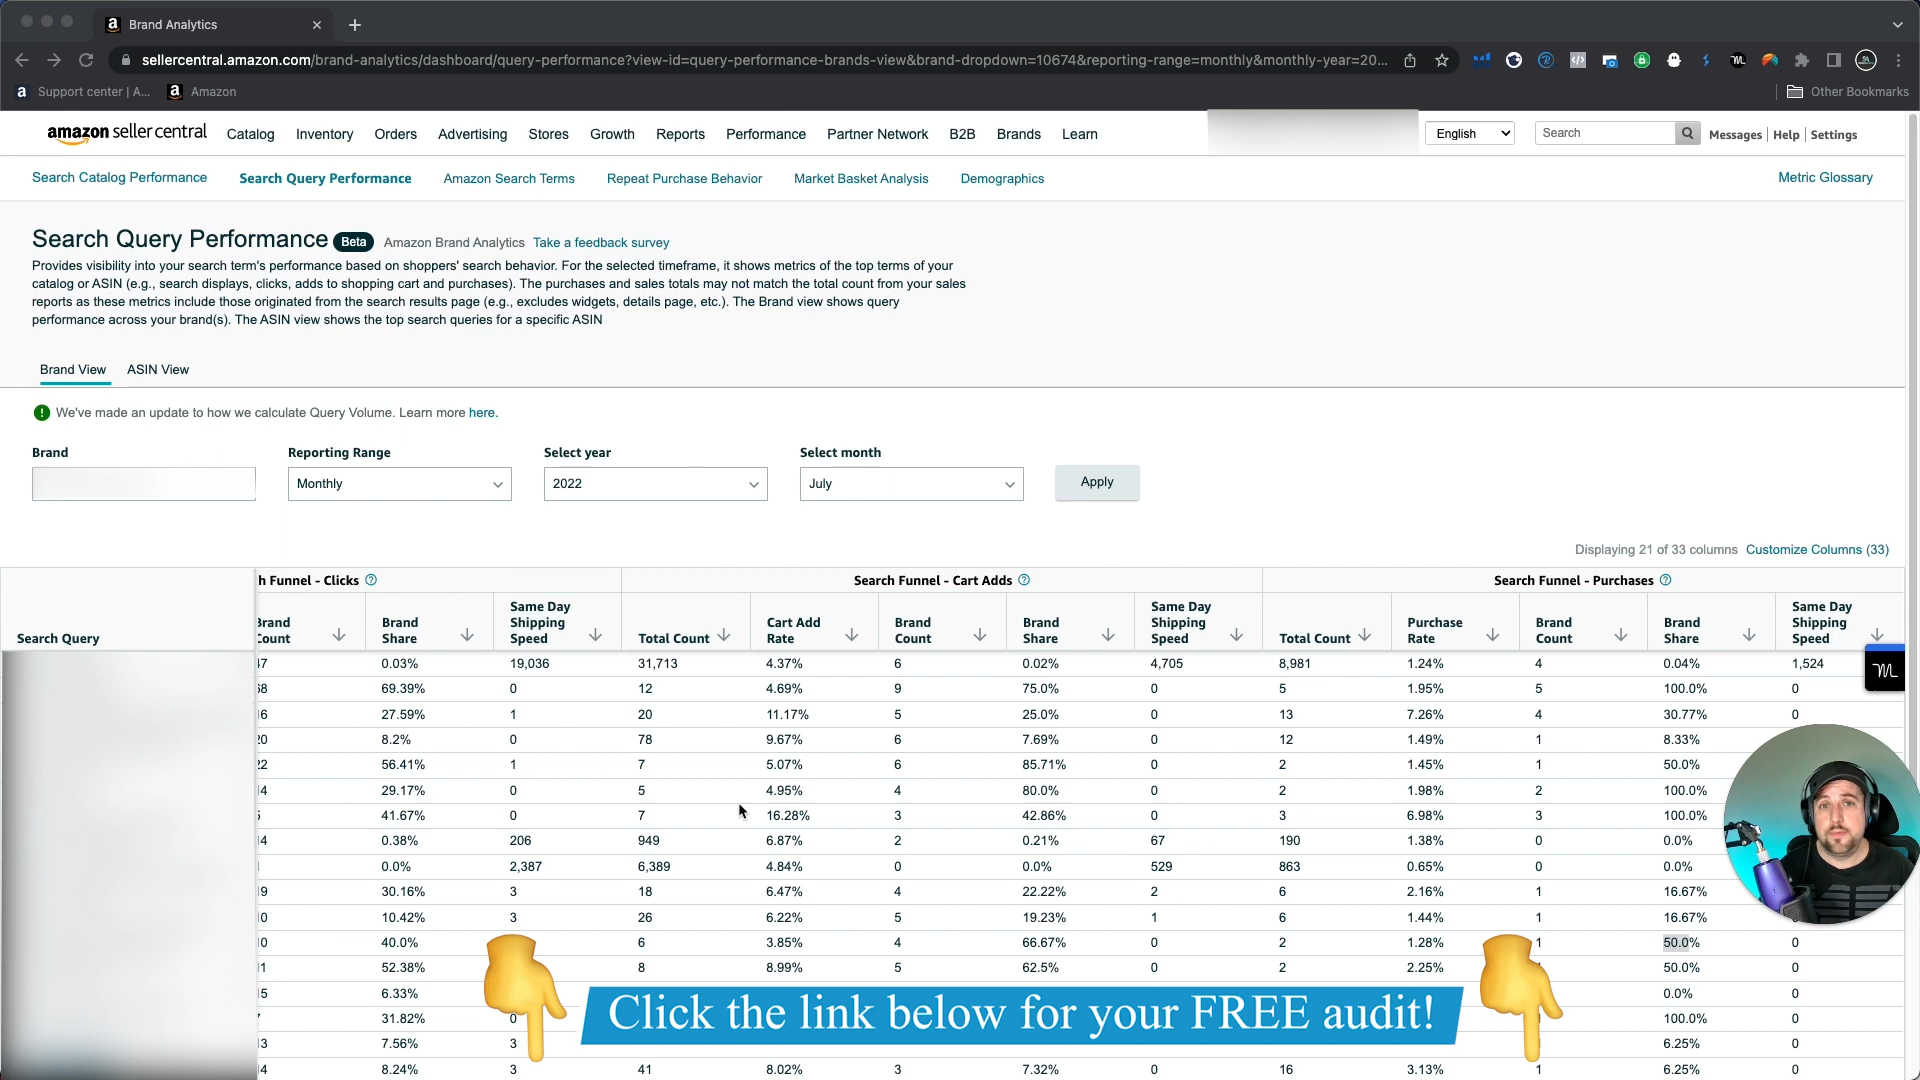 Brand Analytics
sellercentral.amazon.com/brand-analytics/dashboard/query-performance?view-id=query-performance-brands-view&brand-dropdown=10674&reporting-range=monthly&monthly-year=20...
Support center | A... Amazon Other Bookmarks
amazon seller central Catalog Inventory Orders Advertising Stores Growth Reports Performance Partner Network B2B Brands Learn English Search Messages Help Settings
Search Catalog Performance Search Query Performance Amazon Search Terms Repeat Purchase Behavior Market Basket Analysis Demographics Metric Glossary
Search Query Performance Beta Amazon Brand Analytics Take a feedback survey
Provides visibility into your search term's performance based on shoppers' search behavior. For the selected timeframe, it shows metrics of the top terms of your
catalog or ASIN (e.g., search displays, clicks, adds to shopping cart and purchases). The purchases and sales totals may not match the total count from your sales
reports as these metrics include those originated from the search results page (e.g., excludes widgets, details page, etc.). The Brand view shows query
performance across your brand(s). The ASIN view shows the top search queries for a specific ASIN
Brand View ASIN View
We've made an update to how we calculate Query Volume. Learn more here.
Brand Reporting Range Select year Select month
Monthly 2022 July Apply
Displaying 21 of 33 columns Customize Columns (33)
h Funnel - Clicks Search Funnel - Cart Adds Search Funnel - Purchases
Search Query Brand Count Brand Share Same Day Shipping Speed Total Count Cart Add Rate Brand Count Brand Share Same Day Shipping Speed Total Count Purchase Rate Brand Count Brand Share Same Day Shipping Speed
47 0.03% 19,036 31,713 4.37% 6 0.02% 4,705 8,981 1.24% 4 0.04% 1,524
68 69.39% 0 12 4.69% 9 75.0% 0 5 1.95% 5 100.0% 0
16 27.59% 1 20 11.17% 5 25.0% 0 13 7.26% 4 30.77% 0
20 8.2% 0 78 9.67% 6 7.69% 0 12 1.49% 1 8.33%
22 56.41% 1 7 5.07% 6 85.71% 0 2 1.45% 1 50.0%
14 29.17% 0 5 4.95% 4 80.0% 0 2 1.98% 2 100.0%
5 41.67% 0 7 16.28% 3 42.86% 0 3 6.98% 3 100.0%
14 0.38% 206 949 6.87% 2 0.21% 67 190 1.38% 0 0.0%
0.0% 2,387 6,389 4.84% 0 0.0% 529 863 0.65% 0 0.0%
19 30.16% 3 18 6.47% 4 22.22% 2 6 2.16% 1 16.67%
10 10.42% 3 26 6.22% 5 19.23% 1 6 1.44% 1 16.67%
10 40.0% 6 3.85% 4 66.67% 0 2 1.28% 1 50.0% 0
11 52.38% 8 8.99% 5 62.5% 0 2 2.25% 50.0% 0
15 6.33% 0.0% 0
31.82% 0 100.0% 0
13 7.56% 3 6.25% 0
14 8.24% 3 41 8.02% 3 7.32% 0 16 3.13% 1 6.25% 0
Click the link below for your FREE audit!